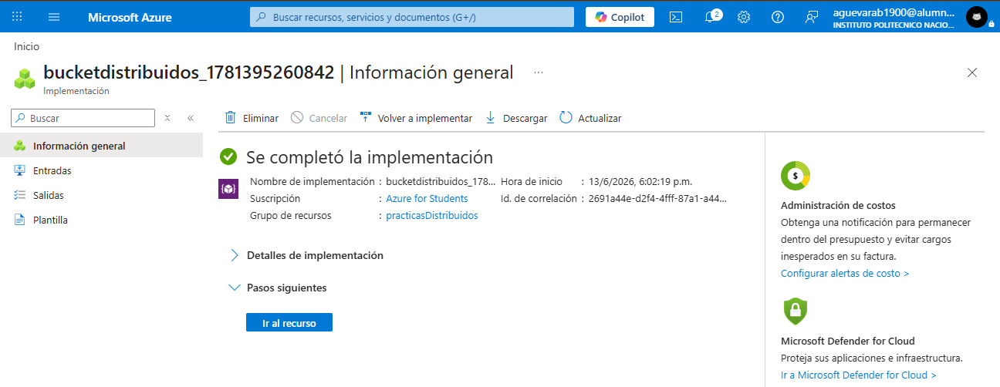 Microsoft Azure
Buscar recursos, servicios y documentos (G+/)
Copilot
2
aguevarab1900@alumn...
INSTITUTO POLITECNICO NACIO...
Inicio
bucketdistribuidos_1781395260842 | Información general ...
Implementación
Buscar
Eliminar Cancelar Volver a implementar Descargar Actualizar
Información general
Entradas
Salidas
Plantilla
Se completó la implementación
Nombre de implementación : bucketdistribuidos_178... Hora de inicio : 13/6/2026, 6:02:19 p.m.
Suscripción : Azure for Students Id. de correlación : 2691a44e-d2f4-4fff-87a1-a44...
Grupo de recursos : practicasDistribuidos
Detalles de implementación
Pasos siguientes
Ir al recurso
$
Administración de costos
Obtenga una notificación para permanecer
dentro del presupuesto y evitar cargos
inesperados en su factura.
Configurar alertas de costo >
Microsoft Defender for Cloud
Proteja sus aplicaciones e infraestructura.
Ir a Microsoft Defender for Cloud >